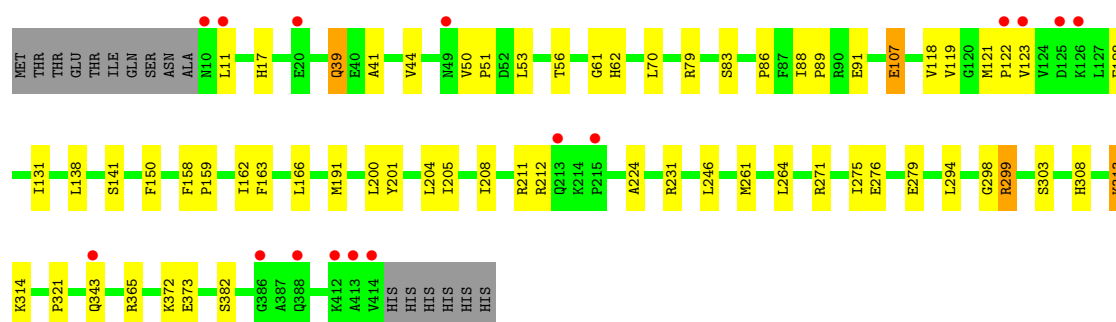 MET THR THR GLU THR ILE GLN SER ASN ALA N10 L11 H17 E20 Q39 E40 A41 V44 N49 V50 P51 D52 L53 T56 G61 H62 L70 R79 S83 P86 F87 I88 P89 R90 E91 E107 V118 V119 G120 M121 P122 V123 V124 D125 K126 L127
I131 L138 S141 F150 F158 P159 I162 F163 L166 M191 L200 Y201 L204 I205 I208 R211 R212 Q213 K214 P215 A224 R231 L246 M261 L264 R271 I275 E276 E279 L294 G298 R299 S303 H308
K314 P321 Q343 R365 K372 E373 S382 G386 A387 Q388 K412 A413 V414 HIS HIS HIS HIS HIS HIS